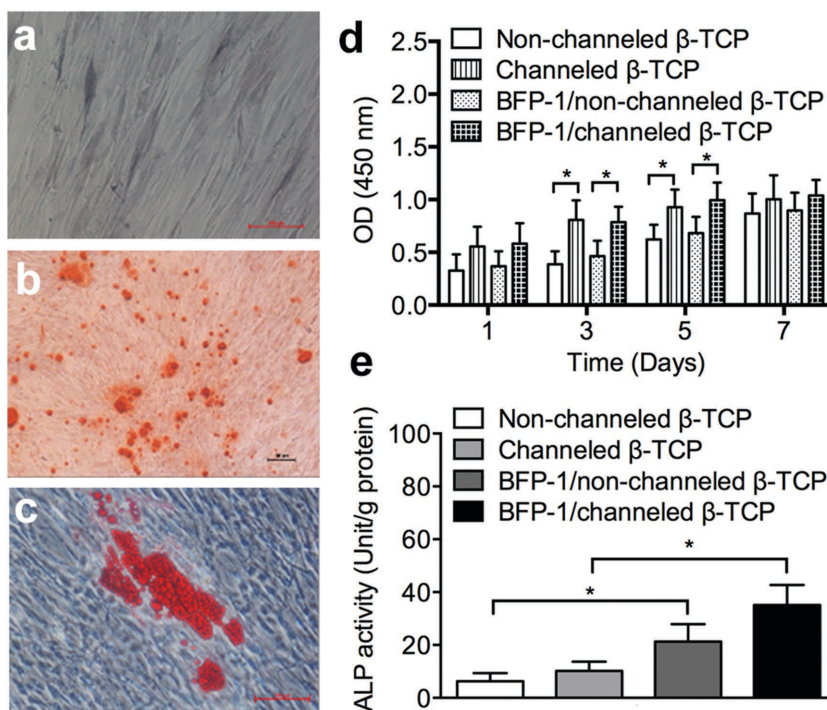 a
b
c
d
OD (450 nm)
2.5
2.0
1.5
1.0
0.5
0.0
Non-channeled β-TCP
Channeled β-TCP
BFP-1/non-channeled β-TCP
BFP-1/channeled β-TCP
* * * *
1 3 5 7
Time (Days)
e
ALP activity (Unit/g protein)
100
80
60
40
20
0
Non-channeled β-TCP
Channeled β-TCP
BFP-1/non-channeled β-TCP
BFP-1/channeled β-TCP
*
*